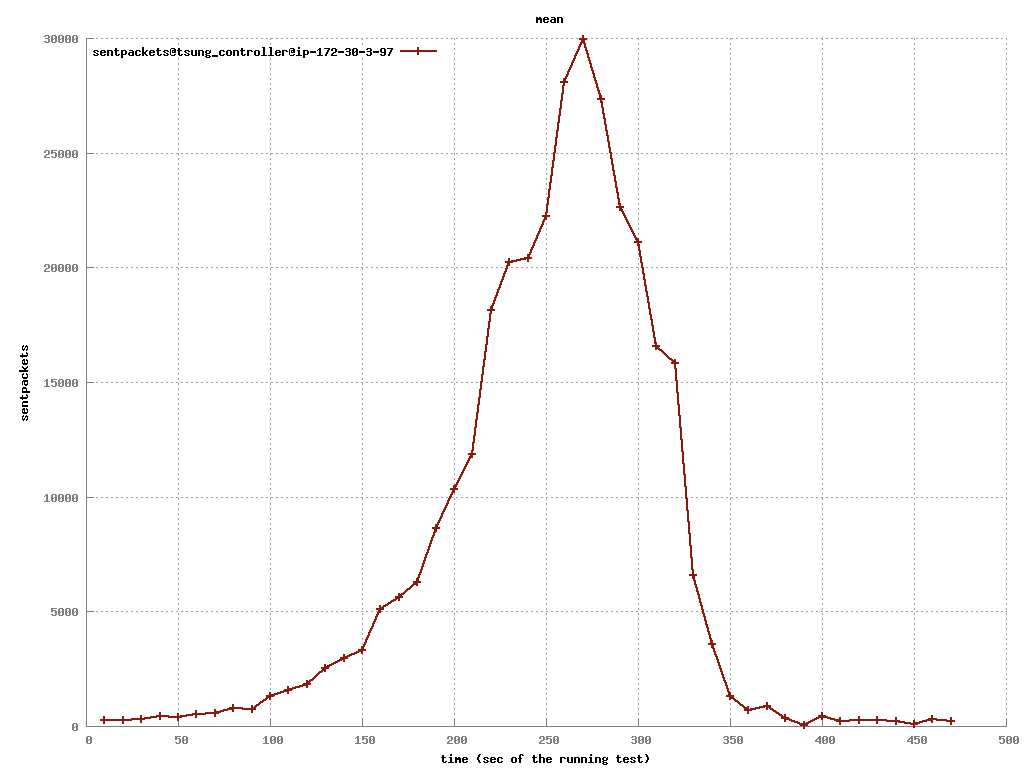 mean
sentpackets@tsung_controller@ip-172-30-3-97
30000
25000
20000
15000
10000
5000
0
sentpackets
0 50 100 150 200 250 300 350 400 450 500
time (sec of the running test)